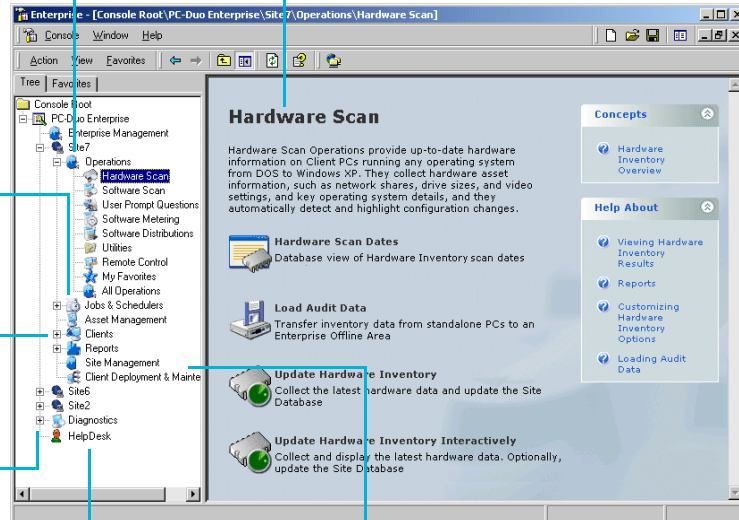 Enterprise - [Console Root\PC-Duo Enterprise\Site7\Operations\Hardware Scan]
Console Window Help
Action View Favorites
Tree Favorites
Console Root
PC-Duo Enterprise
Enterprise Management
Site7
Operations
Hardware Scan
Software Scan
User Prompt Questions
Software Metering
Software Distributions
Utilities
Remote Control
My Favorites
All Operations
Jobs & Schedulers
Asset Management
Clients
Reports
Site Management
Client Deployment & Mainte
Site6
Site2
Diagnostics
HelpDesk
Hardware Scan
Hardware Scan Operations provide up-to-date hardware
information on Client PCs running any operating system
from DOS to Windows XP. They collect hardware asset
information, such as network shares, drive sizes, and video
settings, and key operating system details, and they
automatically detect and highlight configuration changes.
Hardware Scan Dates
Database view of Hardware Inventory scan dates
Load Audit Data
Transfer inventory data from standalone PCs to an
Enterprise Offline Area
Update Hardware Inventory
Collect the latest hardware data and update the Site
Database
Update Hardware Inventory Interactively
Collect and display the latest hardware data. Optionally,
update the Site Database
Concepts
Hardware
Inventory
Overview
Help About
Viewing Hardware
Inventory
Results
Reports
Customizing
Hardware
Inventory
Options
Loading Audit
Data